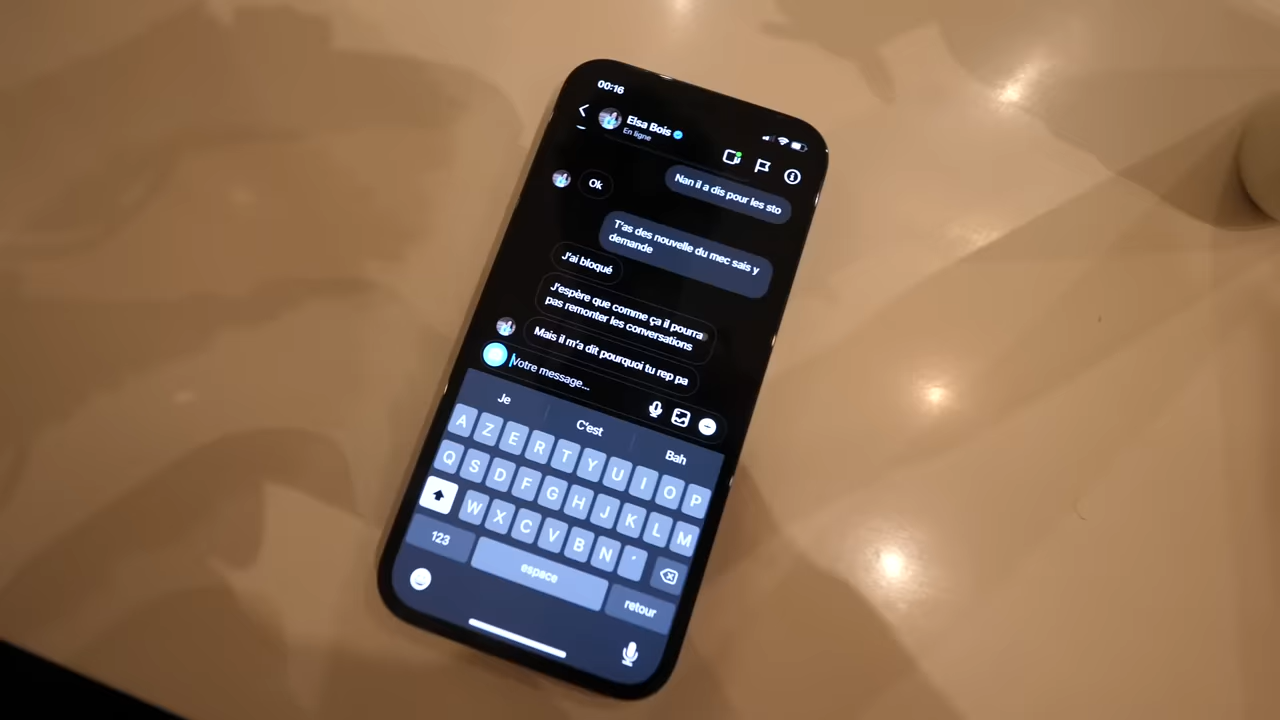 00:16
Elsa Bois
En ligne
Nan il a dis pour les sto
Ok
T'as des nouvelle du mec sais y
demande
J'ai bloqué
J'espère que comme ça il pourra
pas remonter les conversations
Mais il m'a dit pourquoi tu rep pa
Votre message...
Je C'est Bah
A Z E R T Y U I O P
Q S D F G H J K L M
W X C V B N '
123 espace retour